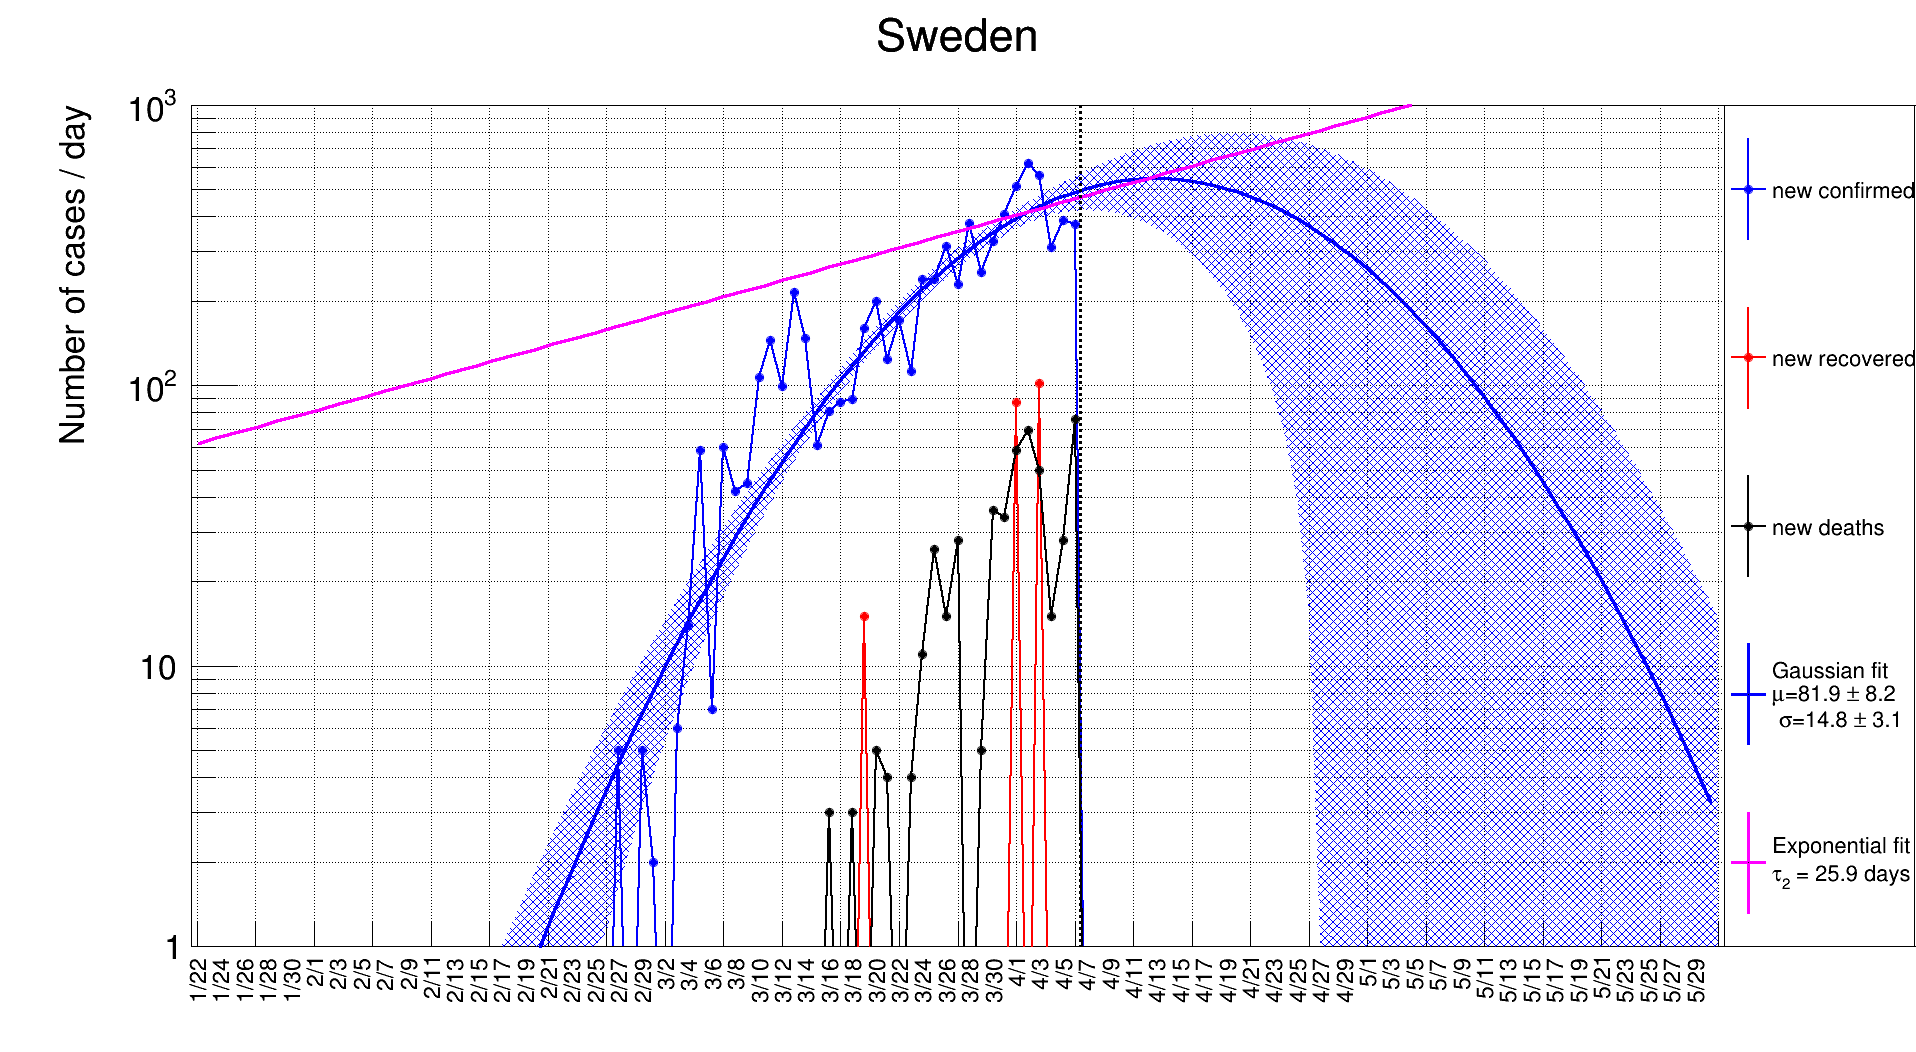 Sweden
Number of cases / day
10³
10²
10
1
1/22 1/24 1/26 1/28 1/30 2/1 2/3 2/5 2/7 2/9 2/11 2/13 2/15 2/17 2/19 2/21 2/23 2/25 2/27 2/29 3/2 3/4 3/6 3/8 3/10 3/12 3/14 3/16 3/18 3/20 3/22 3/24 3/26 3/28 3/30 4/1 4/3 4/5 4/7 4/9 4/11 4/13 4/15 4/17 4/19 4/21 4/23 4/25 4/27 4/29 5/1 5/3 5/5 5/7 5/9 5/11 5/13 5/15 5/17 5/19 5/21 5/23 5/25 5/27 5/29
new confirmed
new recovered
new deaths
Gaussian fit
μ=81.9 ± 8.2
σ=14.8 ± 3.1
Exponential fit
τ₂ = 25.9 days